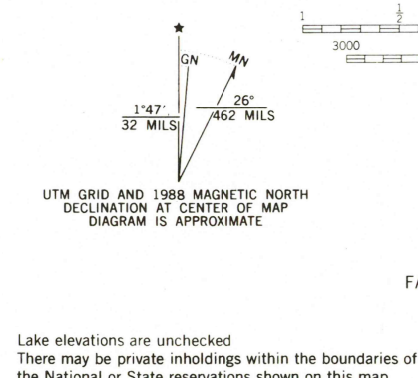 1 1/2
3000
★
GN MN
1°47′ 26°
32 MILS 462 MILS
UTM GRID AND 1988 MAGNETIC NORTH
DECLINATION AT CENTER OF MAP
DIAGRAM IS APPROXIMATE
Lake elevations are unchecked
There may be private inholdings within the boundaries of
the National or State reservations shown on this map